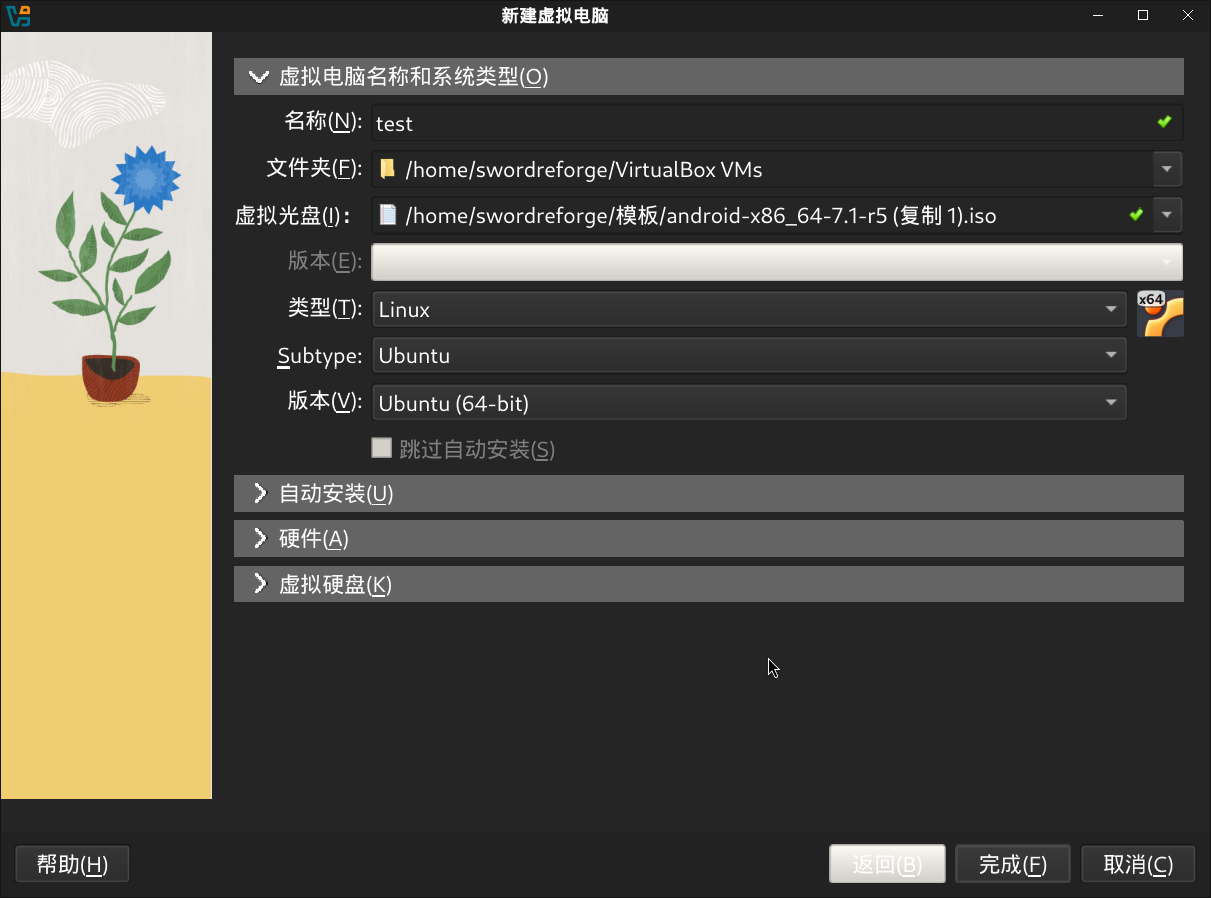 新建虚拟电脑
虚拟电脑名称和系统类型(O)
名称(N): test
文件夹(F): /home/swordreforge/VirtualBox VMs
虚拟光盘(I): /home/swordreforge/模板/android-x86_64-7.1-r5 (复制 1).iso
版本(E):
类型(T): Linux
x64
Subtype: Ubuntu
版本(V): Ubuntu (64-bit)
跳过自动安装(S)
自动安装(U)
硬件(A)
虚拟硬盘(K)
帮助(H) 返回(B) 完成(F) 取消(C)